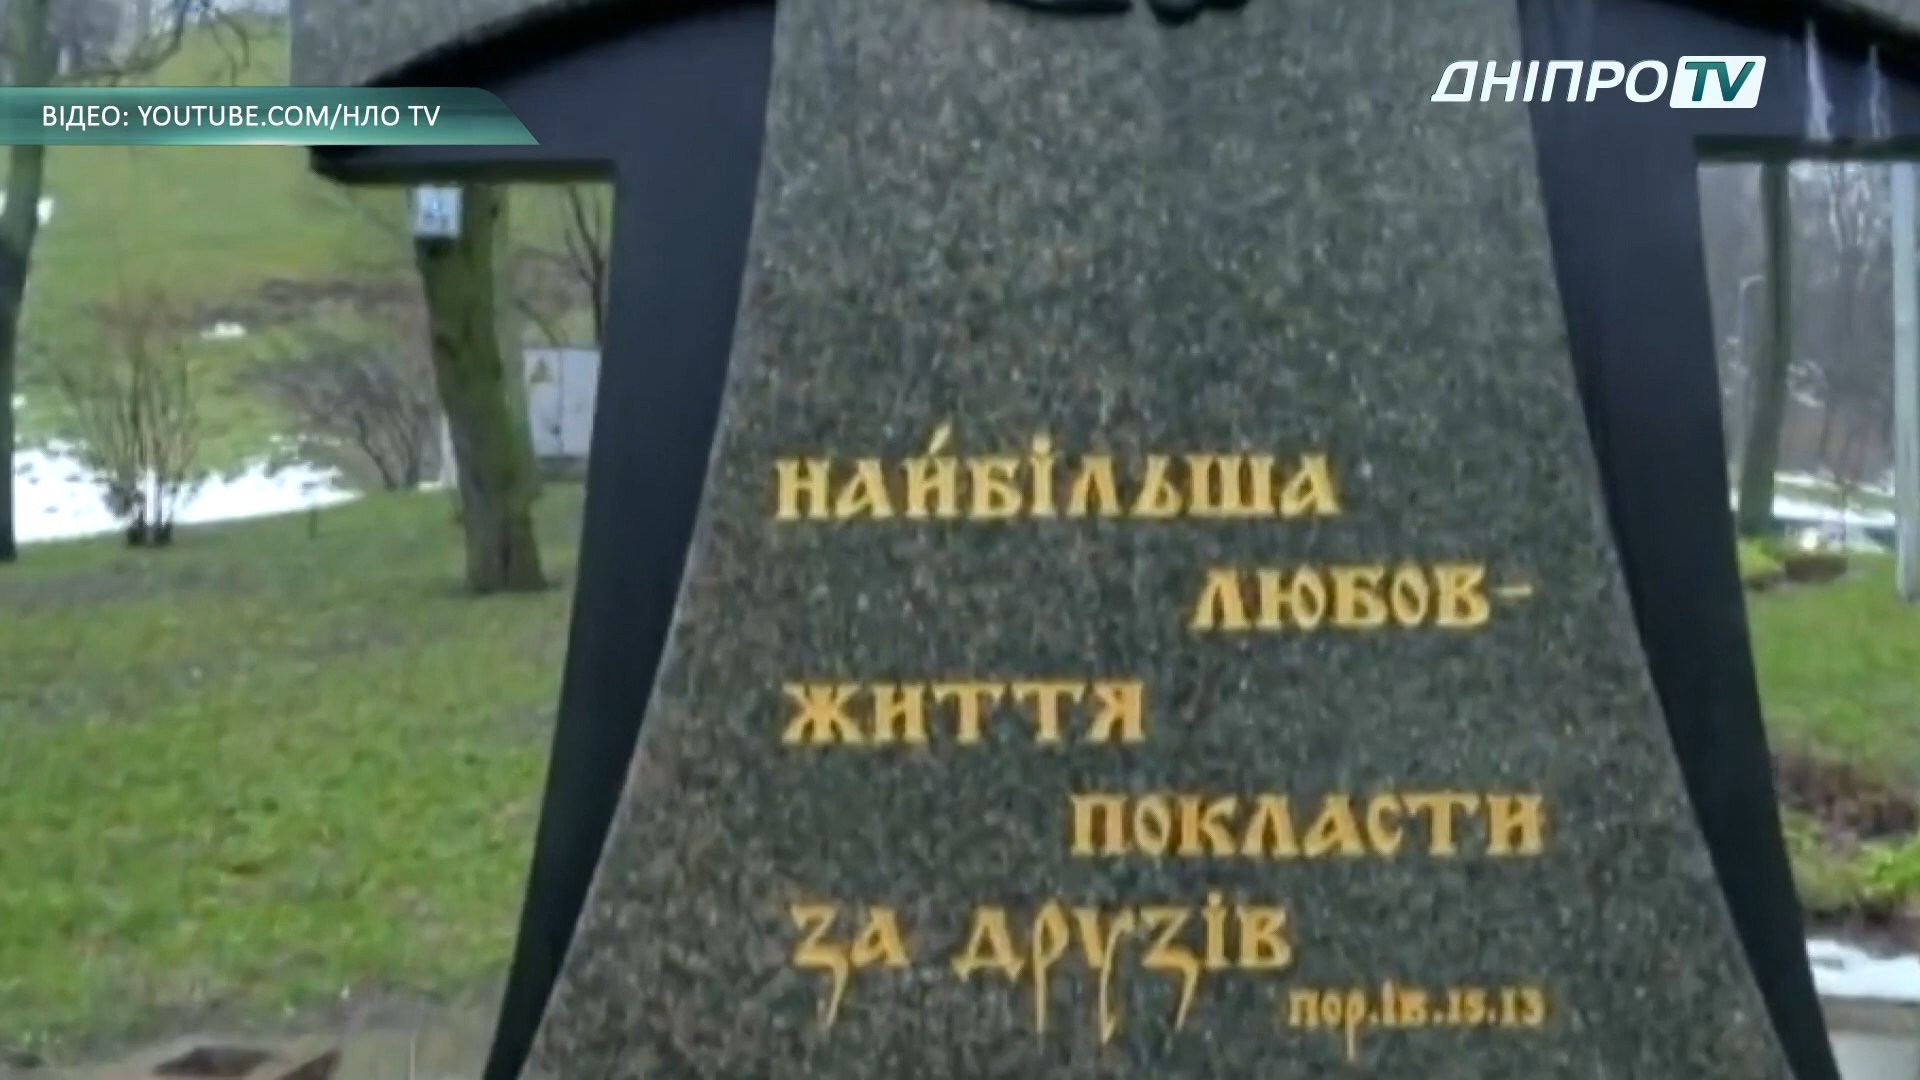 ДНІПРО TV
ВІДЕО: YOUTUBE.COM/НЛО TV
НАЙБІЛЬША
ЛЮБОВ–
ЖИТТЯ
ПОКЛАСТИ
ЗА ДРУЗІВ
ПОР.ІВ.15.13